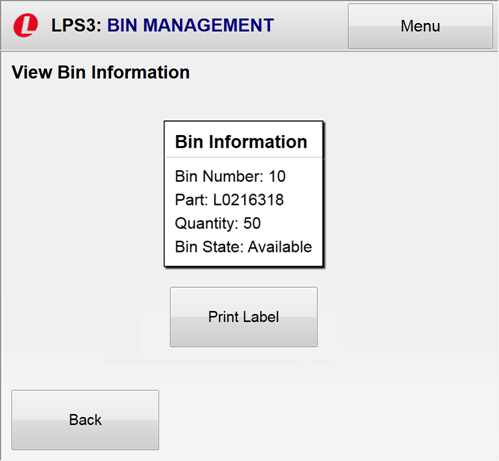 LPS3: BIN MANAGEMENT
Menu
View Bin Information
Bin Information
Bin Number: 10
Part: L0216318
Quantity: 50
Bin State: Available
Print Label
Back